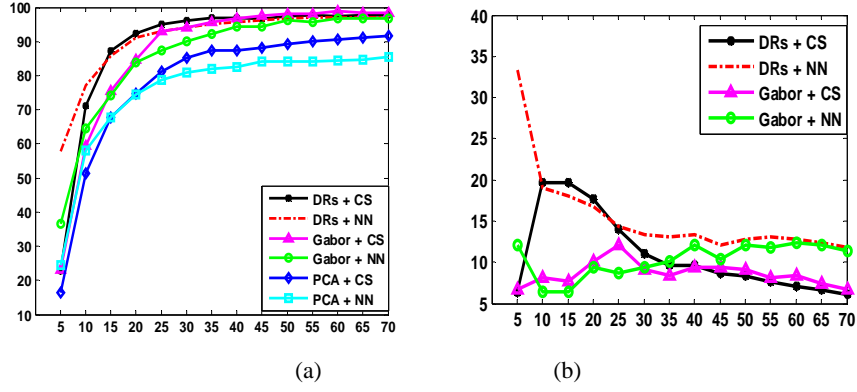 100
90
80
70
60
50
40
30
20
10
5 10 15 20 25 30 35 40 45 50 55 60 65 70
DRs + CS
DRs + NN
Gabor + CS
Gabor + NN
PCA + CS
PCA + NN
(a)
40
35
30
25
20
15
10
5
5 10 15 20 25 30 35 40 45 50 55 60 65 70
DRs + CS
DRs + NN
Gabor + CS
Gabor + NN
(b)